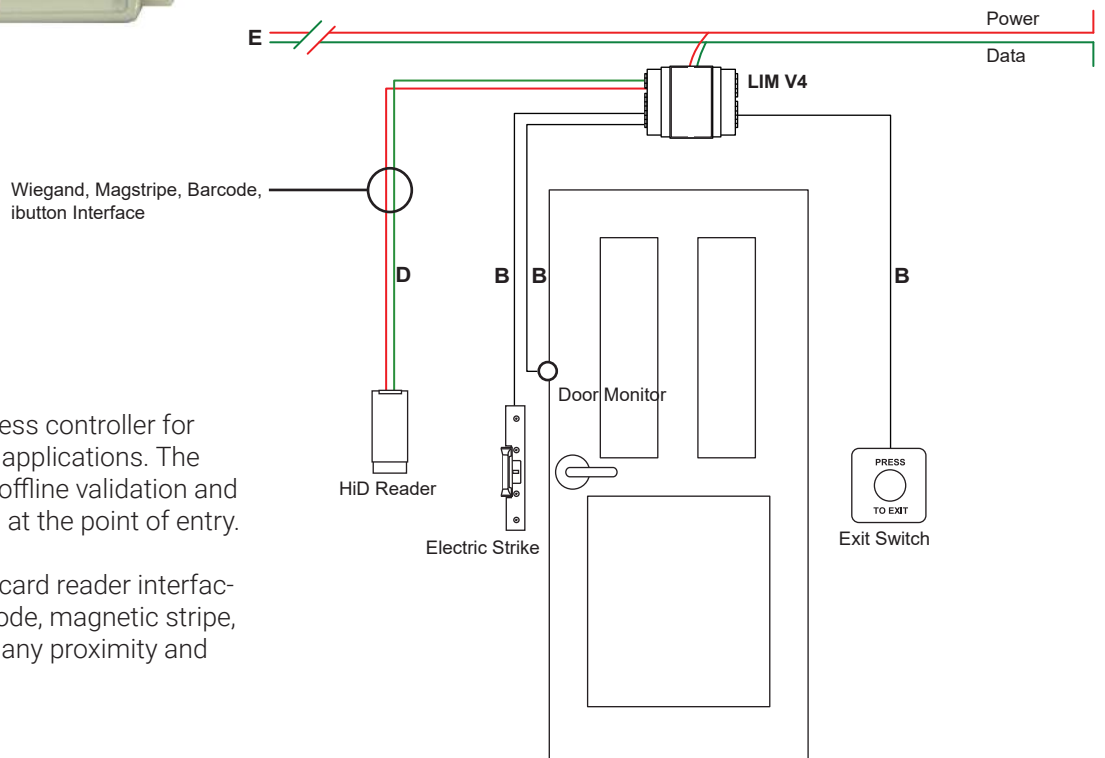 Power
E
Data
LIM V4
Wiegand, Magstripe, Barcode,
ibutton Interface
D
B
B
B
Door Monitor
ess controller for
applications. The
offline validation and
at the point of entry.
card reader interfac-
ode, magnetic stripe,
any proximity and
HiD Reader
Electric Strike
PRESS
TO EXIT
Exit Switch